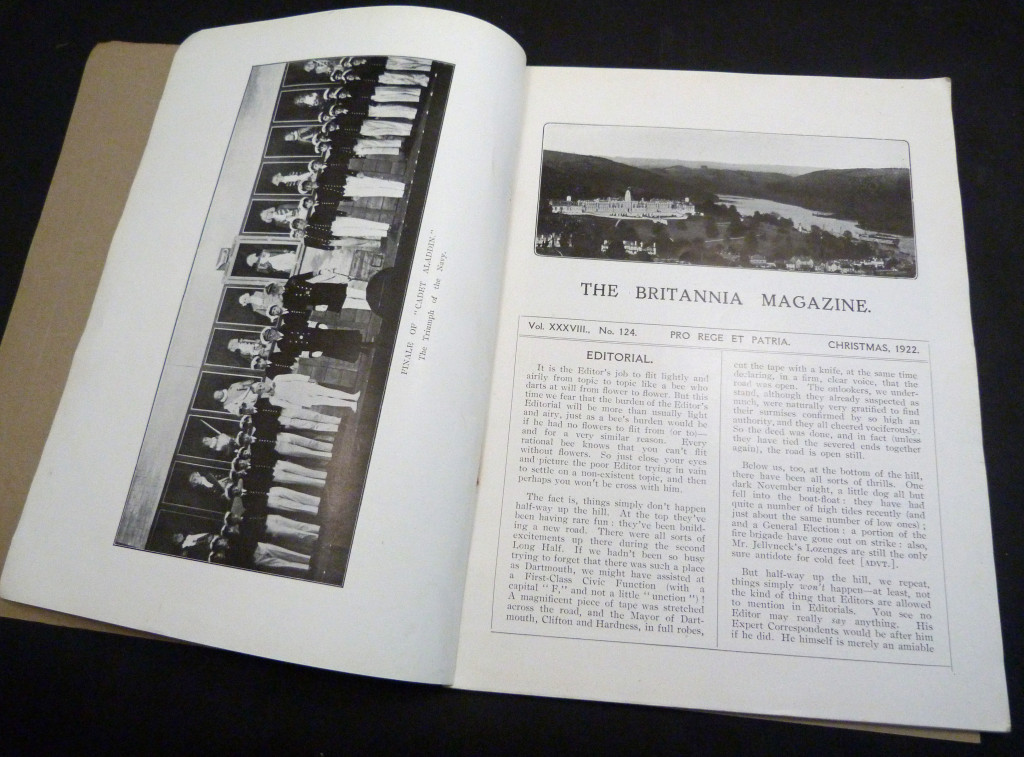 FINALE OF "CADET ALADDIN."
The Triumph of the Navy.
THE BRITANNIA MAGAZINE.
Vol. XXXVIII., No. 124. PRO REGE ET PATRIA. CHRISTMAS, 1922.
EDITORIAL.
It is the Editor's job to flit lightly and
airily from topic to topic like a bee who
darts at will from flower to flower. But this
time we fear that the burden of the Editor's
Editorial will be more than usually light
and airy, just as a bee's burden would be
if he had no flowers to flit from (or to)—
and for a very similar reason. Every
rational bee knows that you can't flit
without flowers. So just close your eyes
and picture the poor Editor trying in vain
to settle on a non-existent topic, and then
perhaps you won't be cross with him.
The fact is, things simply don't happen
half-way up the hill. At the top they've
been having rare fun: they've been build-
ing a new road. There were all sorts of
excitements up there during the second
Long Half. If we hadn't been so busy
trying to forget that there was such a place
as Dartmouth, we might have assisted at
a First-Class Civic Function (with a
capital "F," and not a little "unction")!
A magnificent piece of tape was stretched
across the road, and the Mayor of Dart-
mouth, Clifton and Hardness, in full robes,
cut the tape with a knife, at the same time
declaring, in a firm, clear voice, that the
road was open. The onlookers, we under-
stand, although they already suspected as
much, were naturally very gratified to find
their surmises confirmed by so high an
authority, and they all cheered vociferously.
So the deed was done, and in fact (unless
they have tied the severed ends together
again), the road is open still.
Below us, too, at the bottom of the hill,
there have been all sorts of thrills. One
dark November night, a little dog all but
fell into the boat-float: they have had
quite a number of high tides recently (and
just about the same number of low ones);
and a General Election: a portion of the
fire brigade have gone out on strike: also,
Mr. Jellyneck's Lozenges are still the only
sure antidote for cold feet [ADVT.].
But half-way up the hill, we repeat,
things simply won't happen—at least, not
the kind of thing that Editors are allowed
to mention in Editorials. You see no
Editor may really say anything. His
Expert Correspondents would be after him
if he did. He himself is merely an amiable